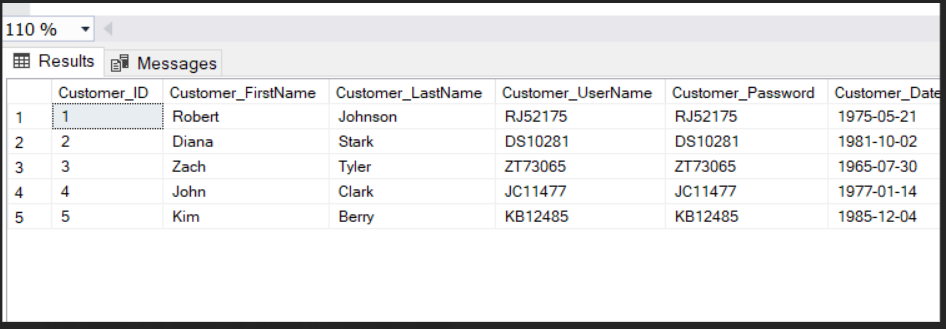 110 %
Results Messages
Customer_ID Customer_FirstName Customer_LastName Customer_UserName Customer_Password Customer_Date
1 1 Robert Johnson RJ52175 RJ52175 1975-05-21
2 2 Diana Stark DS10281 DS10281 1981-10-02
3 3 Zach Tyler ZT73065 ZT73065 1965-07-30
4 4 John Clark JC11477 JC11477 1977-01-14
5 5 Kim Berry KB12485 KB12485 1985-12-04